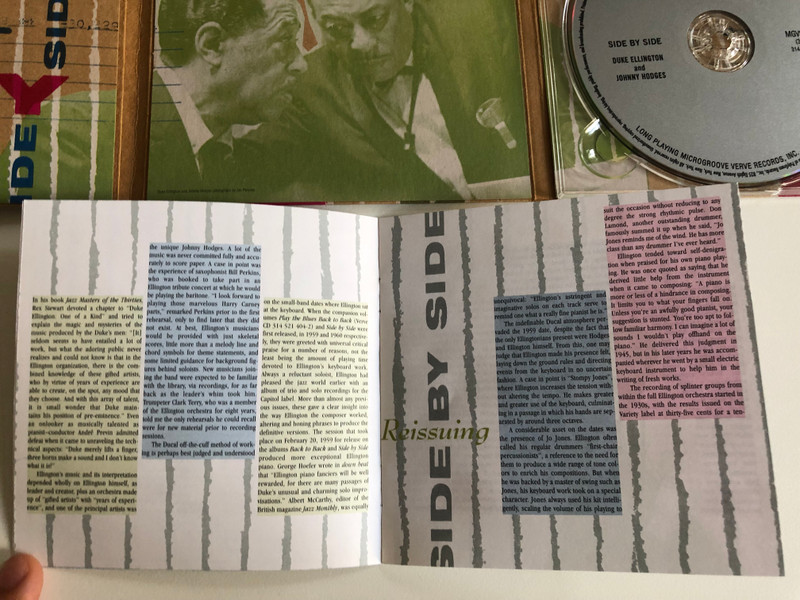 SIDE
SIDE BY SIDE
DUKE ELLINGTON
and
JOHNNY HODGES
LONG PLAYING MICROGROOVE VERVE RECORDS, INC.
In his book Jazz Masters of the Thirties,
Rex Stewart devoted a chapter to "Duke
Ellington: One of a Kind" and tried to
explain the magic and mysteries of the
music produced by the Duke's men: "[It]
seldom seems to have entailed a lot of
work, but what the adoring public never
realizes and could not know is that in the
Ellington organization, there is the com-
bined knowledge of these gifted artists,
who by virtue of years of experience are
able to create, on the spot, any mood that
they choose. And with this array of talent,
it is small wonder that Duke main-
tains his position of pre-eminence." Even
an onlooker as musically talented as
pianist-conductor André Previn admitted
defeat when it came to unraveling the tech-
nical aspects: "Duke merely lifts a finger,
three horns make a sound and I don't know
what it is!"
Ellington's music and its interpretation
depended wholly on Ellington himself, as
leader and creator, plus an orchestra made
up of "gifted artists" with "years of experi-
ence", and one of the principal artists was
the unique Johnny Hodges. A lot of the
music was never committed fully and accu-
rately to score paper. A case in point was
the experience of saxophonist Bill Perkins,
who was booked to take part in an
Ellington tribute concert at which he would
be playing the baritone. "I look forward to
playing those marvelous Harry Carney
parts," remarked Perkins prior to the first
rehearsal, only to find later that they did
not exist. At best, Ellington's musicians
would be provided with just skeletal
scores, little more than a melody line and
chord symbols for theme statements, and
some limited guidance for background fig-
ures behind soloists. New musicians join-
ing the band were expected to be familiar
with the library, via recordings, for as far
back as the leader's whim took him.
Trumpeter Clark Terry, who was a member
of the Ellington orchestra for eight years,
told me the only rehearsals he could recall
were for new material prior to recording
sessions.
The Ducal off-the-cuff method of work-
ing is perhaps best judged and understood
on the small-band dates where Ellington sat
at the keyboard. When the companion vol-
umes Play the Blues Back to Back (Verve
CD 314 521 404-2) and Side by Side were
first released, in 1959 and 1960 respective-
ly, they were greeted with universal critical
praise for a number of reasons, not the
least being the amount of playing time
devoted to Ellington's keyboard work.
Always a reluctant soloist, Ellington had
pleased the jazz world earlier with an
album of trio and solo recordings for the
Capitol label. More than almost any previ-
ous issues, these gave a clear insight into
the way Ellington the composer worked,
altering and honing phrases to produce the
definitive versions. The session that took
place on February 20, 1959 for release on
the albums Back to Back and Side by Side
produced more exceptional Ellington
piano. George Hoefer wrote in down beat
that "Ellington piano fanciers will be well
rewarded, for there are many passages of
Duke's unusual and charming solo impro-
visations." Albert McCarthy, editor of the
British magazine Jazz Monthly, was equally
Reissuing
SIDE BY SIDE
unequivocal: "Ellington's astringent and
imaginative solos on each track serve to
remind one what a really fine pianist he is."
The indefinable Ducal atmosphere per-
vaded the 1959 date, despite the fact that
the only Ellingtonians present were Hodges
and Ellington himself. From this, one may
judge that Ellington made his presence felt,
laying down the ground rules and directing
events from the keyboard in no uncertain
fashion. A case in point is "Stompy Jones",
where Ellington increases the tension with-
out altering the tempo. He makes greater
and greater use of the keyboard, culminat-
ing in a passage in which his hands are sep-
arated by around three octaves.
A considerable asset on the dates was
the presence of Jo Jones. Ellington often
called his regular drummers "first-chair
percussionists", a reference to the need for
them to produce a wide range of tone col-
ors to enrich his compositions. But when
he was backed by a master of swing such as
Jones, his keyboard work took on a special
character. Jones always used his kit intelli-
gently, scaling the volume of his playing to
suit the occasion without reducing to any
degree the strong rhythmic pulse. Don
Lamond, another outstanding drummer,
famously summed it up when he said, "Jo
Jones reminds me of the wind. He has more
class than any drummer I've ever heard."
Ellington tended toward self-denigra-
tion when praised for his own piano play-
ing. He was once quoted as saying that he
derived little help from the instrument
when it came to composing. "A piano is
more or less of a hindrance in composing.
It limits you to what your fingers fall on.
Unless you're an awfully good pianist, your
suggestion is stunted. You're too apt to fol-
low familiar harmony. I can imagine a lot of
sounds I wouldn't play offhand on the
piano." He delivered this judgment in
1945, but in his later years he was accom-
panied wherever he went by a small electric
keyboard instrument to help him in the
writing of fresh works.
The recording of splinter groups from
within the full Ellington orchestra started in
the 1930s, with the results issued on the
Variety label at thirty-five cents for a ten-